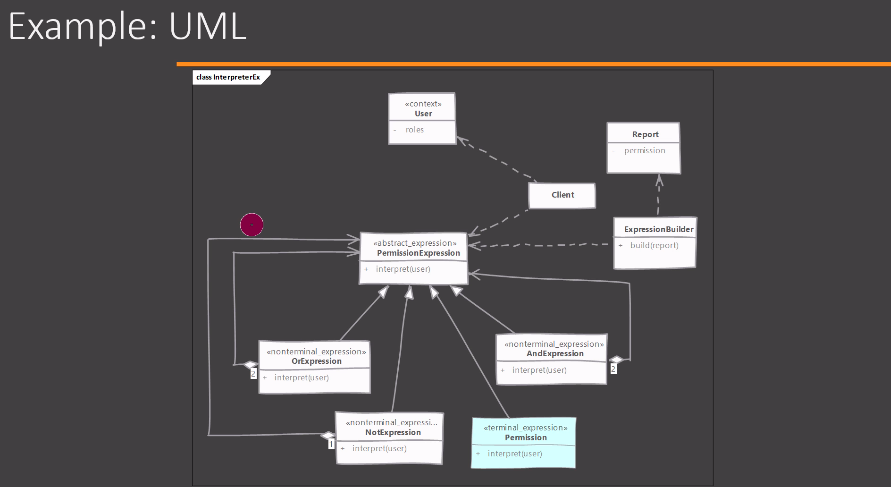 Example: UML
class InterpreterEx
«context»
User
- roles
Report
permission
Client
ExpressionBuilder
+ build(report)
«abstract_expression»
PermissionExpression
+ interpret(user)
«nonterminal_expression»
OrExpression
+ interpret(user)
2
«nonterminal_expression»
AndExpression
+ interpret(user)
2
«nonterminal_expressi...
NotExpression
+ interpret(user)
1
«terminal_expression»
Permission
+ interpret(user)